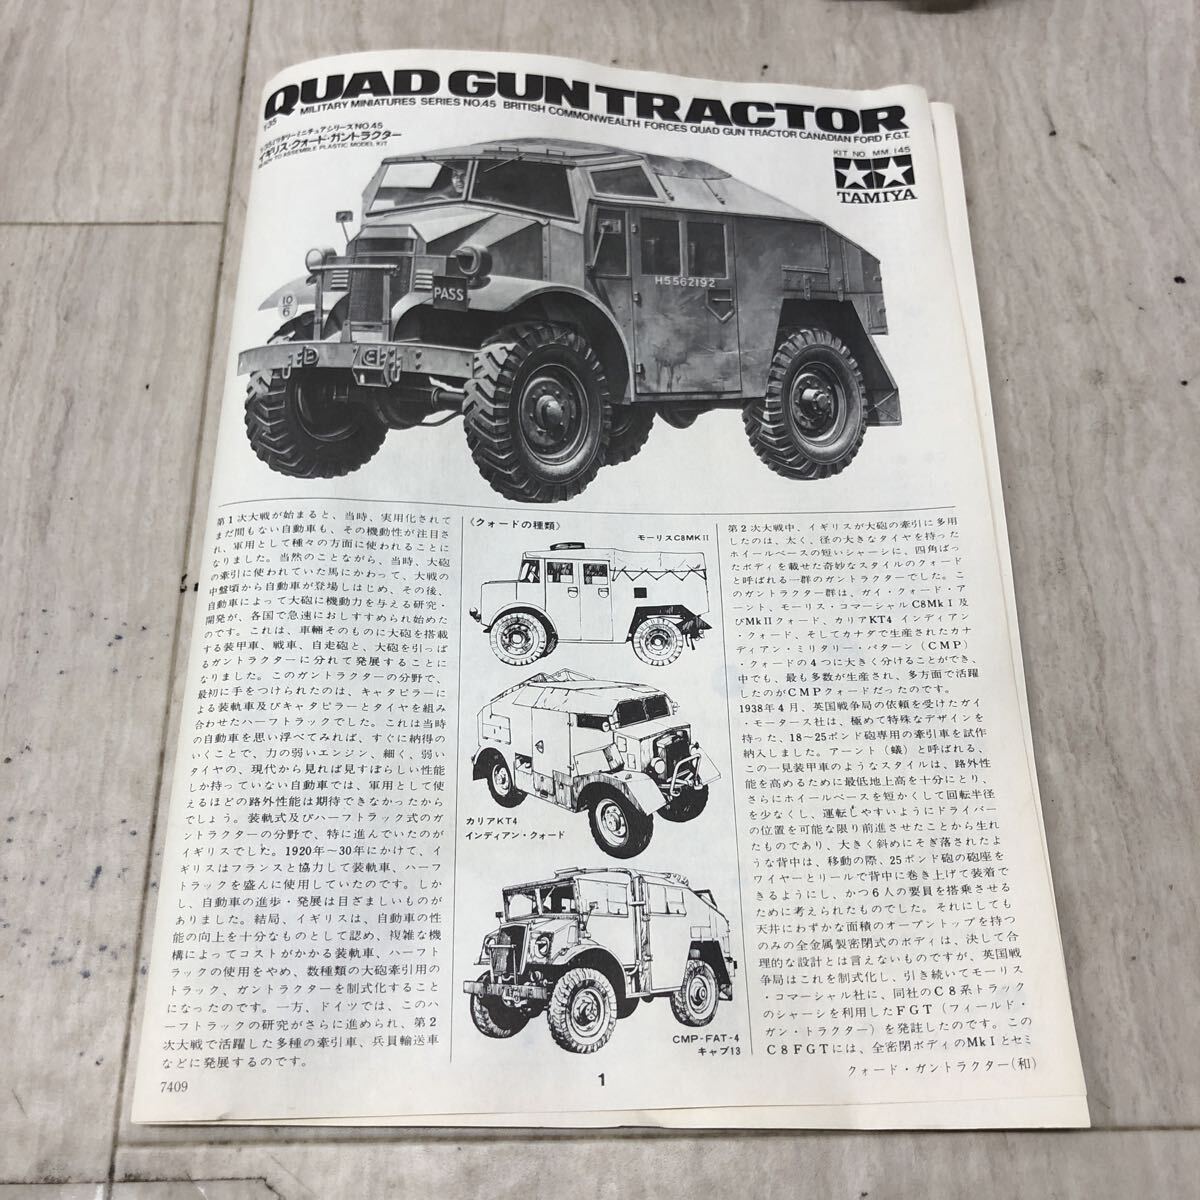 QUAD GUN TRACTOR
1/35 MILITARY MINIATURES SERIES NO.45 BRITISH COMMONWEALTH FORCES QUAD GUN TRACTOR CANADIAN FORD F.G.T.
1/35ミリタリーミニチュアシリーズNO.45
イギリス・クォード・ガントラクター
READY TO ASSEMBLE PLASTIC MODEL KIT
KIT NO. MM.145
TAMIYA
H5562192
PASS
10
6
第1次大戦が始まると、当時、実用化されて
まだ間もない自動車も、その機動性が注目さ
れ、軍用として種々の方面に使われることに
なりました。当然のことながら、当時、大砲
の牽引に使われていた馬にかわって、大戦の
中盤頃から自動車が登場しはじめ、その後、
自動車によって大砲に機動力を与える研究・
開発が、各国で急速におしすすめられ始めた
のです。これは、車輛そのものに大砲を搭載
する装甲車、戦車、自走砲と、大砲を引っぱ
るガントラクターに分れて発展することに
なりました。このガントラクターの分野で、
最初に手をつけられたのは、キャタピラーに
よる装軌車及びキャタピラーとタイヤを組み
合わせたハーフトラックでした。これは当時
の自動車を思い浮べてみれば、すぐに納得の
いくことで、力の弱いエンジン、細く、弱い
タイヤの、現代から見れば見すぼらしい性能
しか持っていない自動車では、軍用として使
えるほどの路外性能は期待できなかったから
でしょう。装軌式及びハーフトラック式のガ
ントラクターの分野で、特に進んでいたのが
イギリスでした。1920年〜30年にかけて、イ
ギリスはフランスと協力して装軌車、ハーフ
トラックを盛んに使用していたのです。しか
し、自動車の進歩・発展は目ざましいものが
ありました。結局、イギリスは、自動車の性
能の向上を十分なものとして認め、複雑な機
構によってコストがかかる装軌車、ハーフト
ラックの使用をやめ、数種類の大砲牽引用の
トラック、ガントラクターを制式化すること
になったのです。一方、ドイツでは、このハ
ーフトラックの研究がさらに進められ、第2
次大戦で活躍した多種の牽引車、兵員輸送車
などに発展するのです。
7409
《クォードの種類》
モーリスC8MKⅡ
カリアKT4
インディアン・クォード
CMP-FAT-4
キャブ13
第2次大戦中、イギリスが大砲の牽引に多用
したのは、太く、径の大きなタイヤを持った
ホイールベースの短いシャーシに、四角ばっ
たボディを載せた奇妙なスタイルのクォード
と呼ばれる一群のガントラクターでした。こ
のガントラクター群は、ガイ・クォード・ア
ーント、モーリス・コマーシャルC8MkⅠ及
びMkⅡクォード、カリアKT4 インディアン
・クォード、そしてカナダで生産されたカナ
ディアン・ミリタリー・パターン（CMP）
・クォードの4つに大きく分けることができ、
中でも、最も多数が生産され、多方面で活躍
したのがCMPクォードだったのです。
1938年4月、英国戦争局の依頼を受けたガイ
・モータース社は、極めて特殊なデザインを
持った、18〜25ポンド砲専用の牽引車を試作
納入しました。アーント（蟻）と呼ばれる、
この一見装甲車のようなスタイルは、路外性
能を高めるために最低地上高を十分にとり、
さらにホイールベースを短かくして回転半径
を少なくし、運転しやすいようにドライバー
の位置を可能な限り前進させたことから生れ
たものであり、大きく斜めにそぎ落されたよ
うな背中は、移動の際、25ポンド砲の砲座を
ワイヤーとリールで背中に巻き上げて装着で
きるようにし、かつ6人の要員を搭乗させる
ために考えられたものでした。それにしても
天井にわずかな面積のオープントップを持つ
のみの全金属製密閉式のボディは、決して合
理的な設計とは言えないものですが、英国戦
争局はこれを制式化し、引き続いてモーリス
・コマーシャル社に、同社のC8系トラック
のシャーシを利用したFGT（フィールド・
ガン・トラクター）を発註したのです。この
C8FGTには、全密閉ボディのMkⅠとセミ
クォード・ガントラクター(和)
1